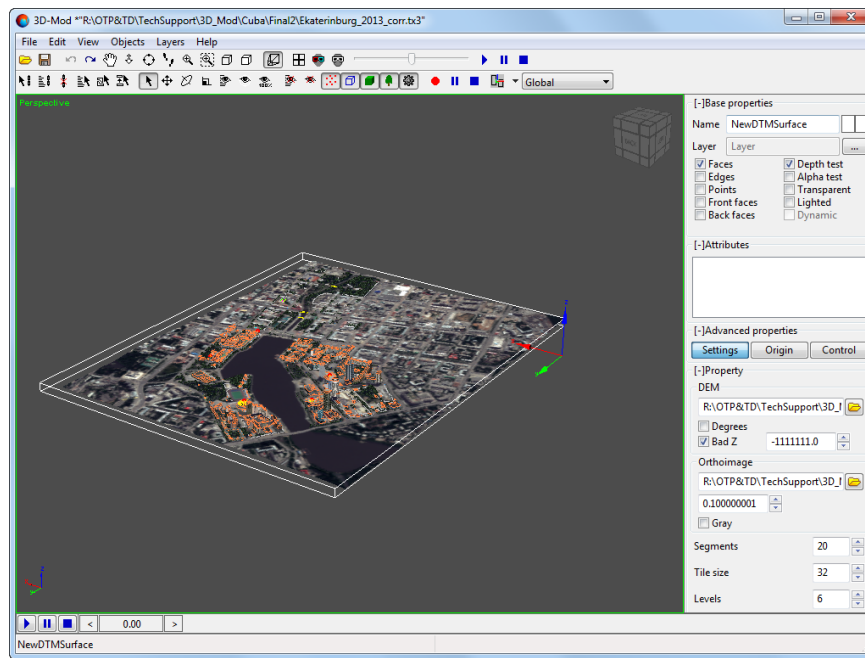 3D-Mod *"R:\OTP&TD\TechSupport\3D_Mod\Cuba\Final2\Ekaterinburg_2013_corr.tx3"
File Edit View Objects Layers Help
Global
Perspective
[-]Base properties
Name NewDTMSurface
Layer Layer ...
Faces Depth test
Edges Alpha test
Points Transparent
Front faces Lighted
Back faces Dynamic
[-]Attributes
[-]Advanced properties
Settings Origin Control
[-]Property
DEM
R:\OTP&TD\TechSupport\3D_
Degrees
Bad Z -1111111.0
Orthoimage
R:\OTP&TD\TechSupport\3D_
0.100000001
Gray
Segments 20
Tile size 32
Levels 6
z
x
y
< 0.00 >
NewDTMSurface